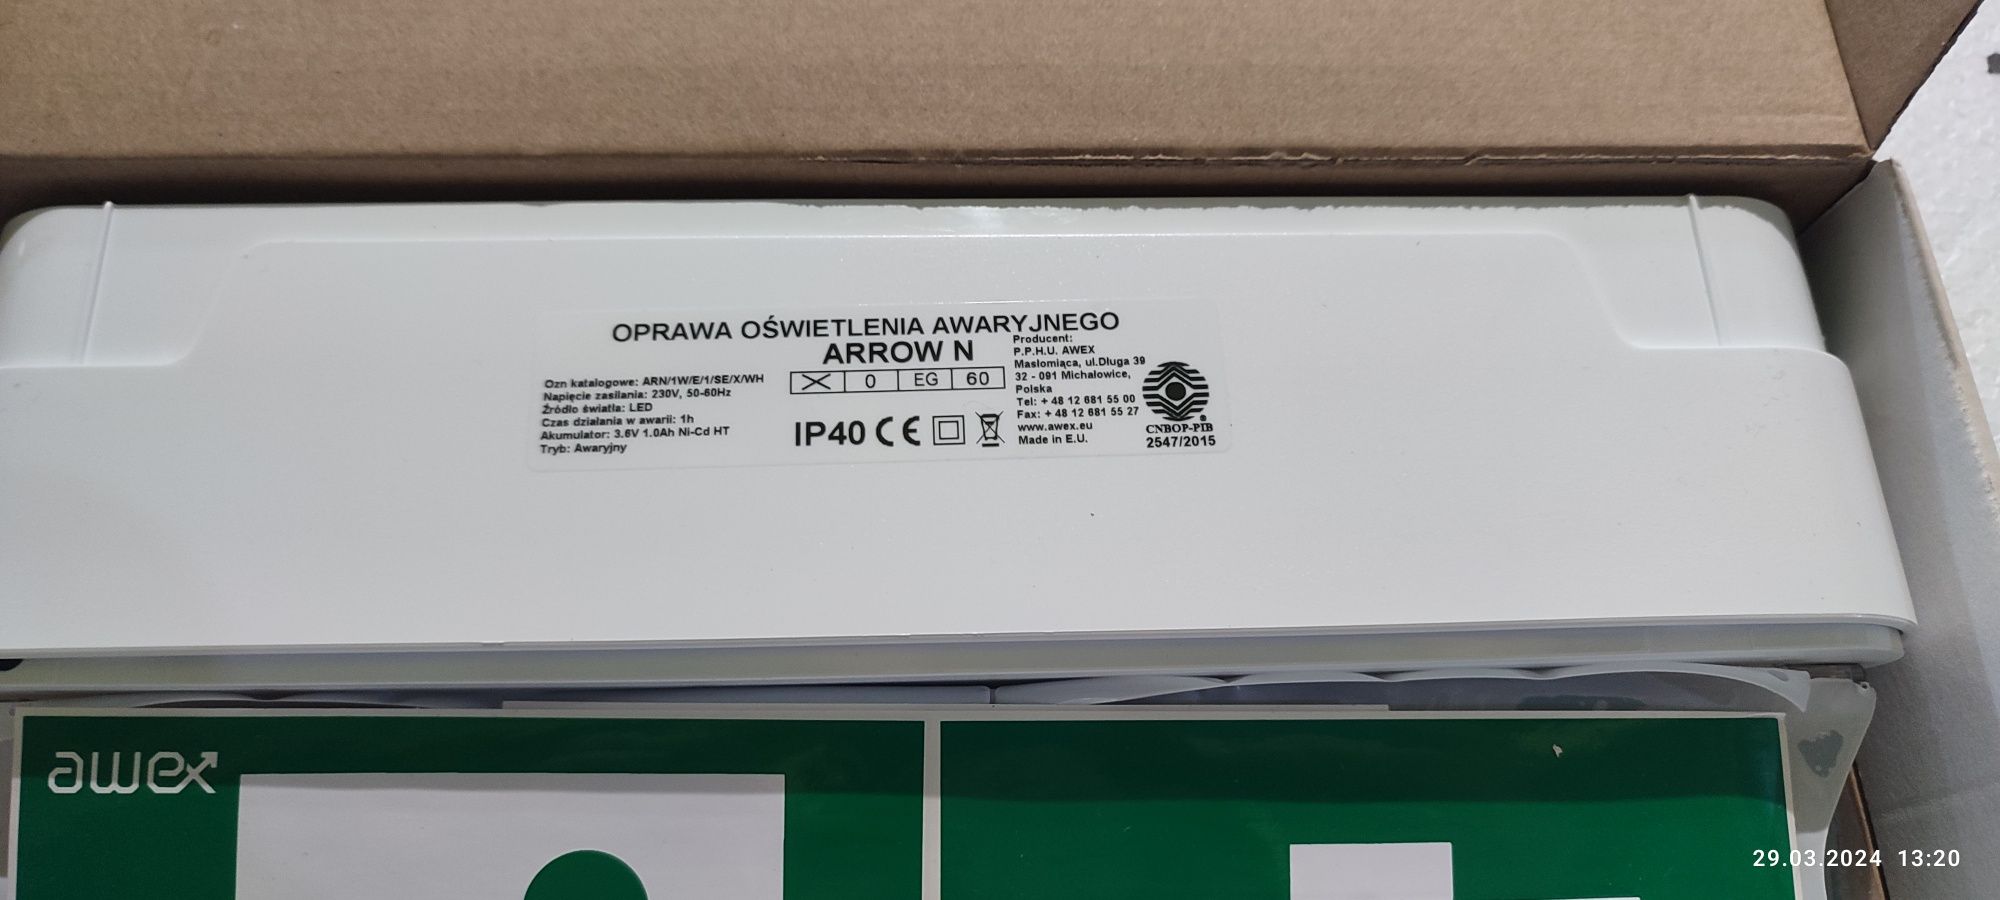 OPRAWA OŚWIETLENIA AWARYJNEGO
ARROW N
Ozn katalogowe: ARN/1W/E/1/SE/X/WH
Napięcie zasilania: 230V, 50-60Hz
Źródło światła: LED
Czas działania w awarii: 1h
Akumulator: 3.6V 1.0Ah Ni-Cd HT
Tryb: Awaryjny
X 0 EG 60
IP40 CE
Producent:
P.P.H.U. AWEX
Masłomiąca, ul.Długa 39
32 - 091 Michałowice,
Polska
Tel: + 48 12 681 55 00
Fax: + 48 12 681 55 27
www.awex.eu
Made in E.U.
CNBOP-PIB
2547/2015
awex
29.03.2024 13:20